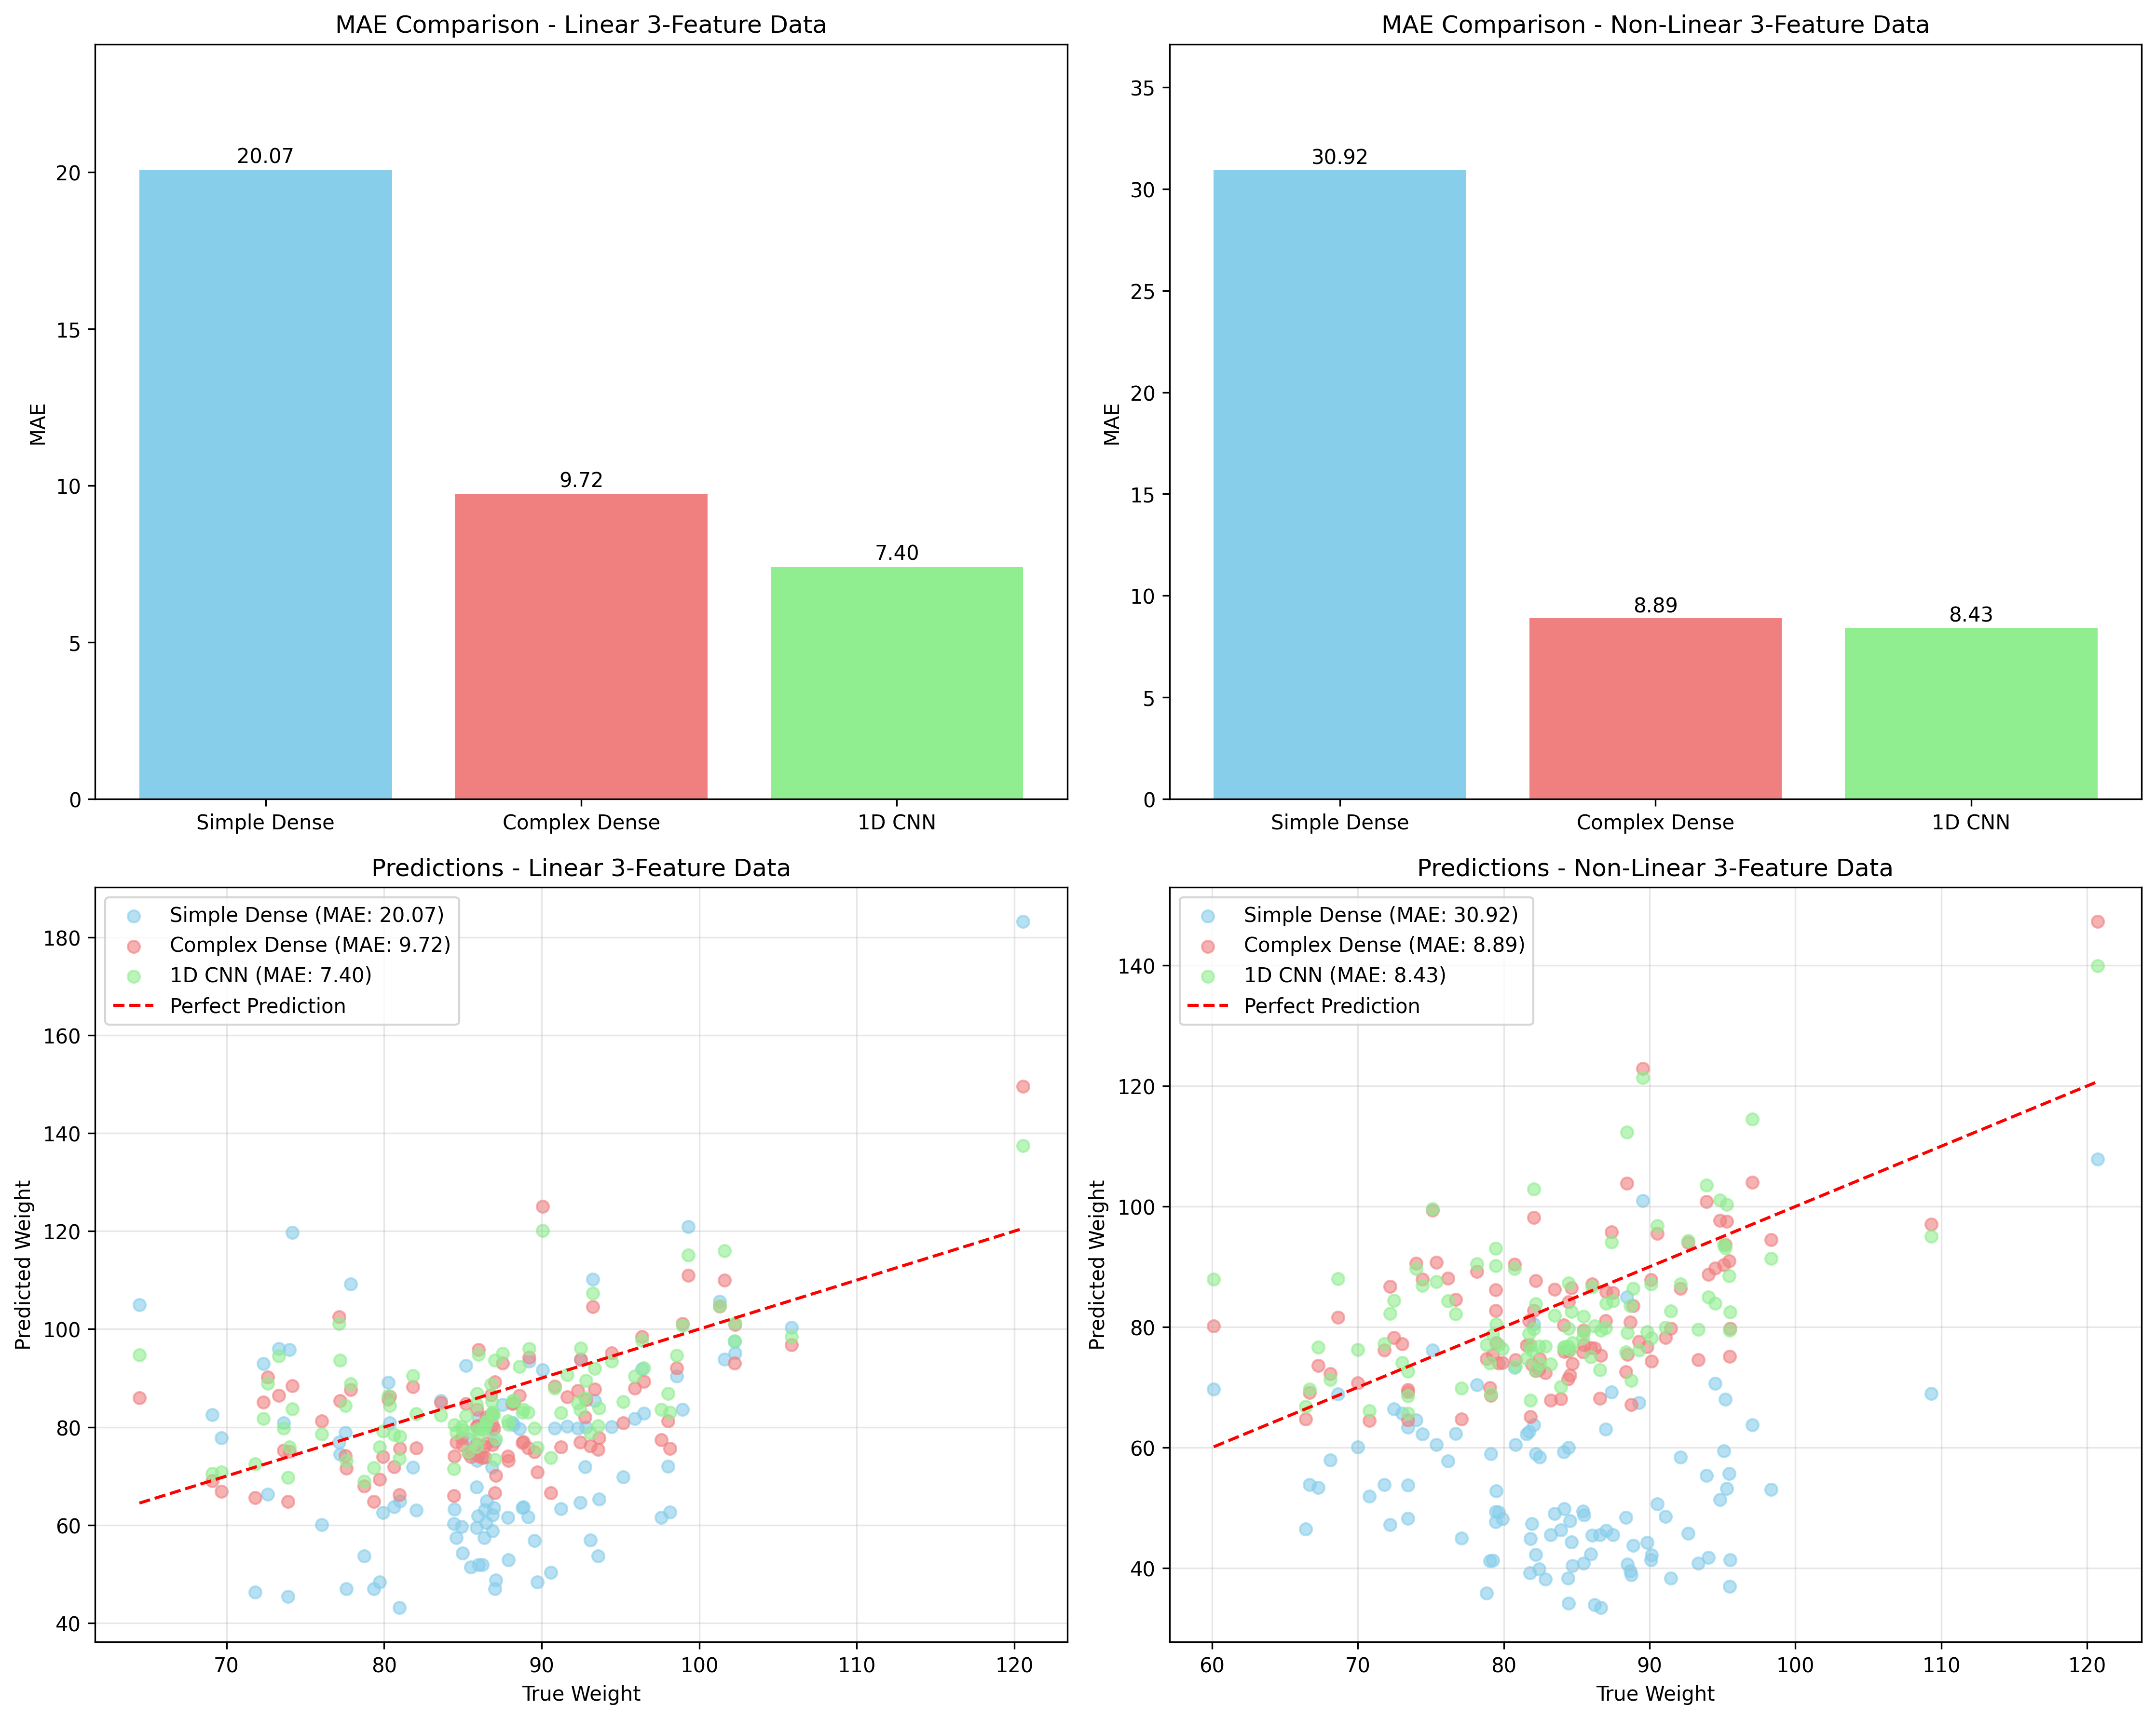 MAE Comparison - Linear 3-Feature Data
MAE
20
15
10
5
0
20.07
9.72
7.40
Simple Dense
Complex Dense
1D CNN
MAE Comparison - Non-Linear 3-Feature Data
MAE
35
30
25
20
15
10
5
0
30.92
8.89
8.43
Simple Dense
Complex Dense
1D CNN
Predictions - Linear 3-Feature Data
Simple Dense (MAE: 20.07)
Complex Dense (MAE: 9.72)
1D CNN (MAE: 7.40)
Perfect Prediction
Predicted Weight
180
160
140
120
100
80
60
40
70
80
90
100
110
120
True Weight
Predictions - Non-Linear 3-Feature Data
Simple Dense (MAE: 30.92)
Complex Dense (MAE: 8.89)
1D CNN (MAE: 8.43)
Perfect Prediction
Predicted Weight
140
120
100
80
60
40
60
70
80
90
100
110
120
True Weight